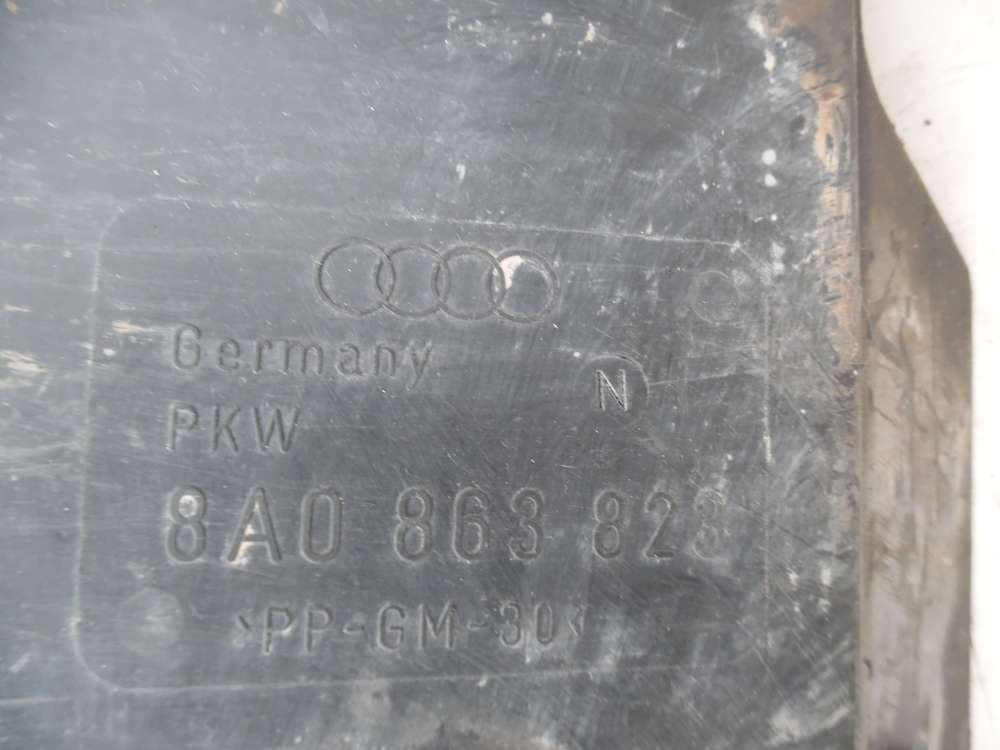 Germany
N
PKW
8A0 863 823
>PP-GM-30<